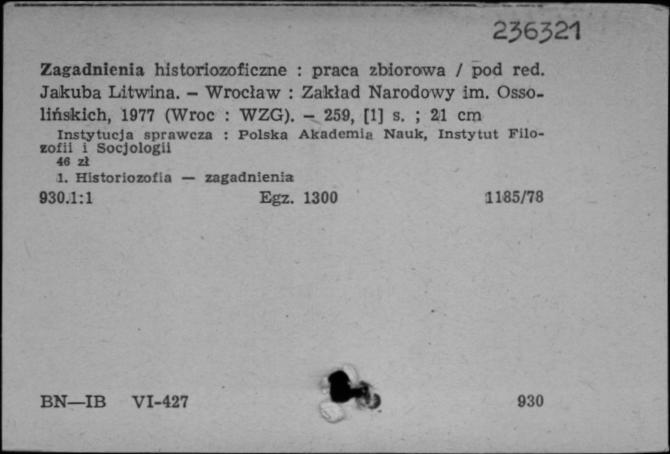 236321
Zagadnienia historiozoficzne : praca zbiorowa / pod red.
Jakuba Litwina. – Wrocław : Zakład Narodowy im. Osso-
lińskich, 1977 (Wroc : WZG). – 259, [1] s. ; 21 cm
Instytucja sprawcza : Polska Akademia Nauk, Instytut Filo-
zofii i Socjologii
46 zł
1. Historiozofia — zagadnienia
930.1:1 Egz. 1300 1185/78
BN—IB VI-427 930